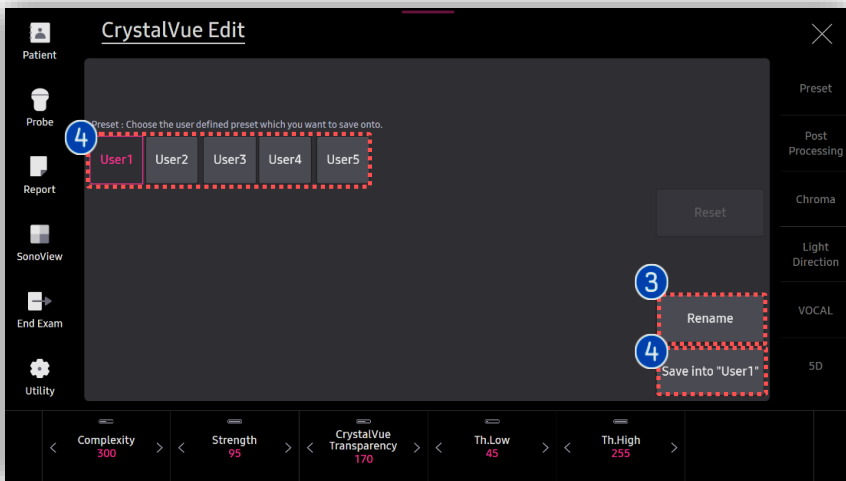 CrystalVue Edit
Patient
Probe
Report
SonoView
End Exam
Utility
Preset : Choose the user defined preset which you want to save onto.
4
User1 User2 User3 User4 User5
Reset
3
Rename
4
Save into "User1"
Preset
Post
Processing
Chroma
Light
Direction
VOCAL
5D
< Complexity >
300
< Strength >
95
< CrystalVue
Transparency >
170
Th.Low >
45
< Th.High >
255